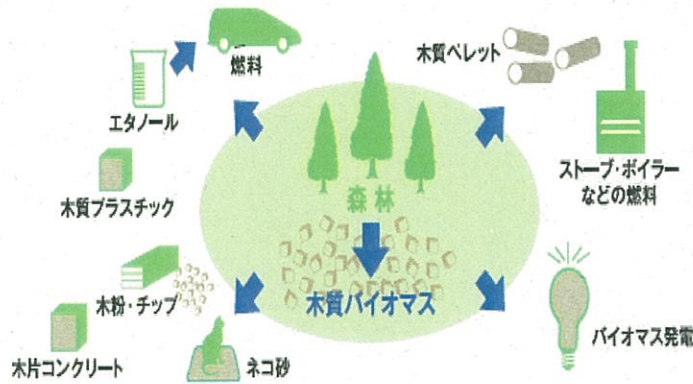 燃料
木質ペレット
エタノール
ストーブ・ボイラー
などの燃料
木質プラスチック
森林
木粉・チップ
木質バイオマス
バイオマス発電
木片コンクリート
ネコ砂